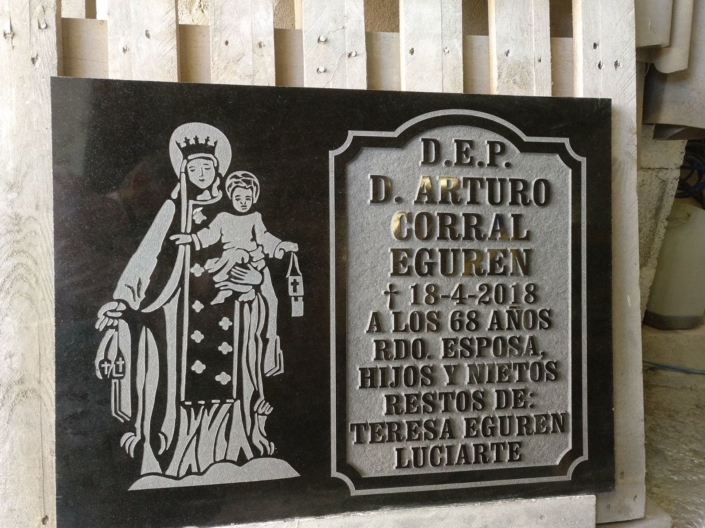 D.E.P.
D. ARTURO
CORRAL
EGUREN
† 18-4-2018
A LOS 68 AÑOS
RDO. ESPOSA,
HIJOS Y NIETOS
RESTOS DE:
TERESA EGUREN
LUCIARTE